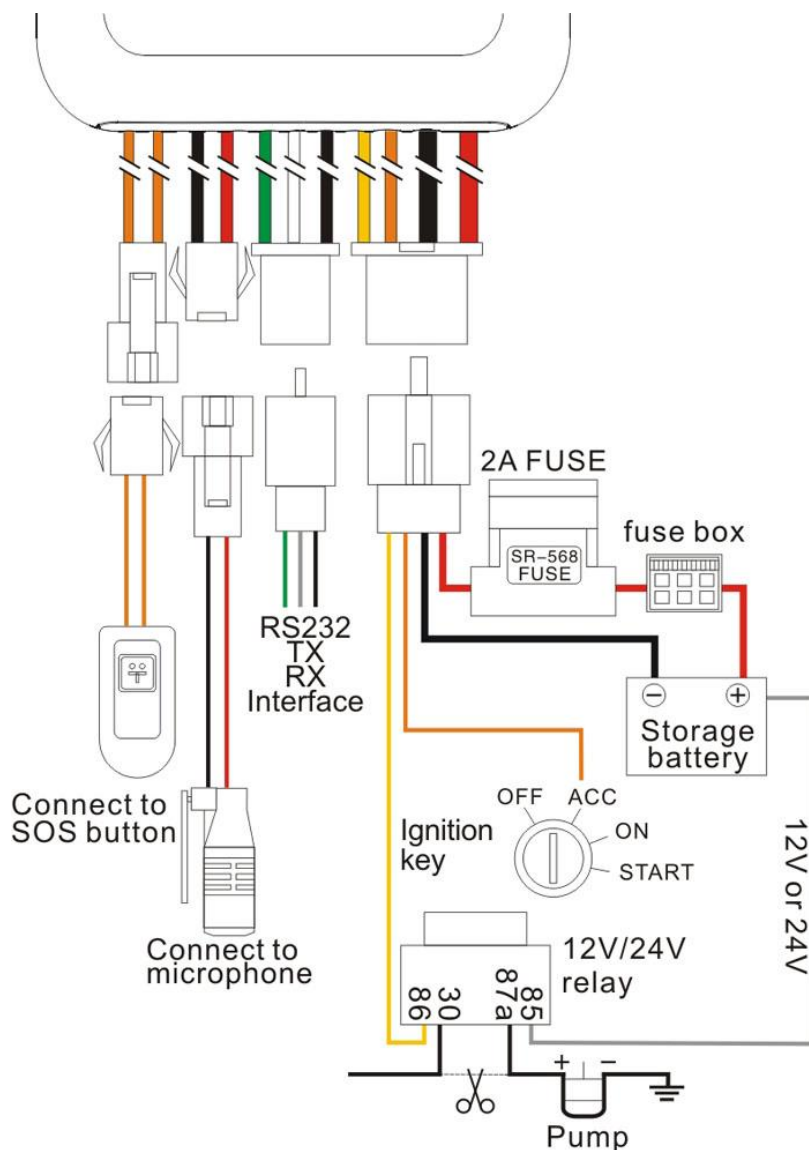 2A FUSE
SR-568
FUSE
fuse box
RS232
TX
RX
Interface
− +
Storage
battery
Connect to
SOS button
OFF
ACC
ON
START
Ignition
key
12V or 24V
Connect to
microphone
12V/24V
relay
86
30
87a
85
+ −
Pump